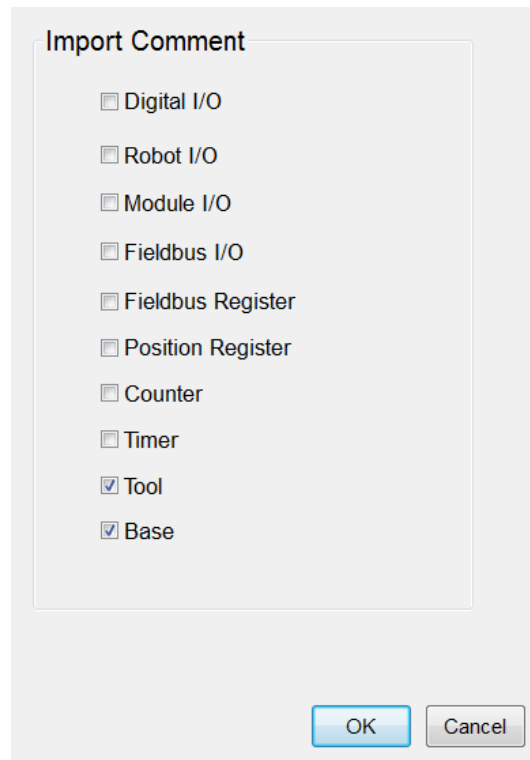 Import Comment
Digital I/O
Robot I/O
Module I/O
Fieldbus I/O
Fieldbus Register
Position Register
Counter
Timer
Tool
Base
OK Cancel